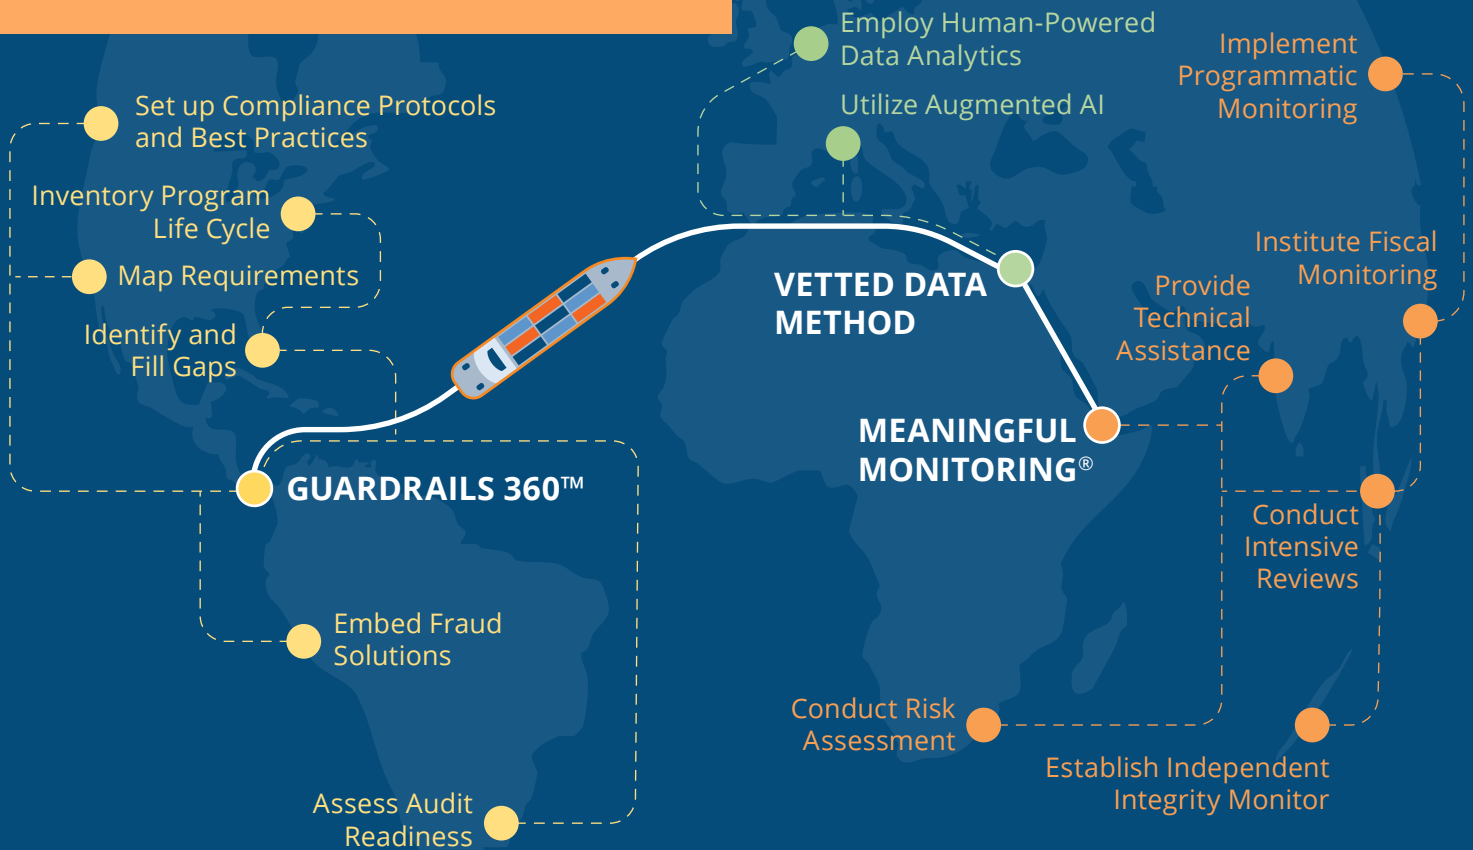 Set up Compliance Protocols
and Best Practices
Inventory Program
Life Cycle
Map Requirements
Identify and
Fill Gaps
GUARDRAILS 360™
Embed Fraud
Solutions
Assess Audit
Readiness
Employ Human-Powered
Data Analytics
Utilize Augmented AI
VETTED DATA
METHOD
MEANINGFUL
MONITORING®
Implement
Programmatic
Monitoring
Institute Fiscal
Monitoring
Provide
Technical
Assistance
Conduct
Intensive
Reviews
Conduct Risk
Assessment
Establish Independent
Integrity Monitor